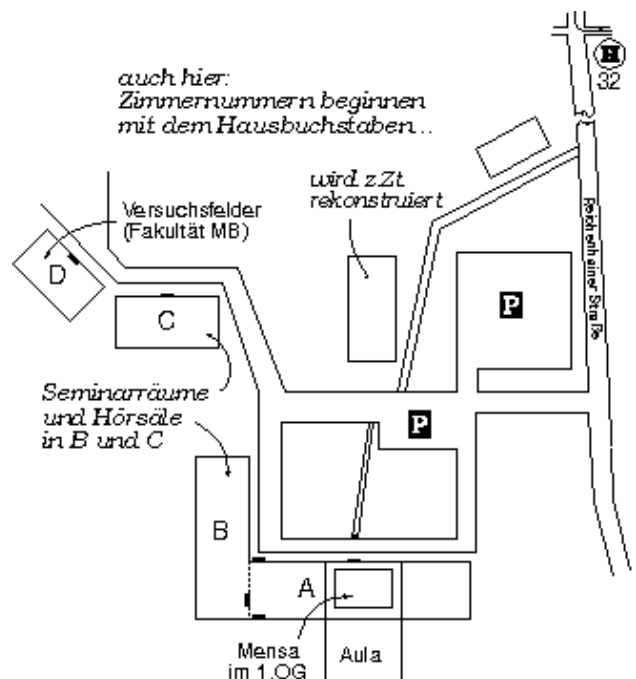 auch hier:
Zimmernummern beginnen
mit dem Hausbuchstaben...
H
32
wird z.Zt
rekonstruiert
Versuchsfelder
(Fakultät MB)
D
C
P
Reichenhainer Straße
Seminarräume
und Hörsäle
in B und C
P
B
A
Mensa
im 1.OG
Aula